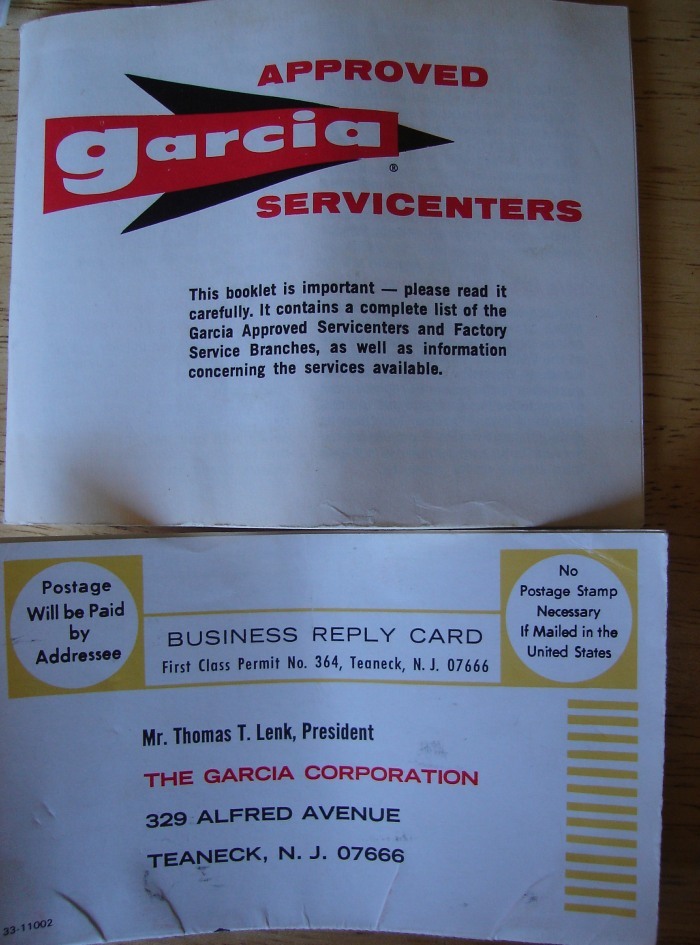 APPROVED
garcia®
SERVICENTERS
This booklet is important — please read it
carefully. It contains a complete list of the
Garcia Approved Servicenters and Factory
Service Branches, as well as information
concerning the services available.
Postage
Will be Paid
by
Addressee
BUSINESS REPLY CARD
First Class Permit No. 364, Teaneck, N. J. 07666
No
Postage Stamp
Necessary
If Mailed in the
United States
Mr. Thomas T. Lenk, President
THE GARCIA CORPORATION
329 ALFRED AVENUE
TEANECK, N. J. 07666
33-11002